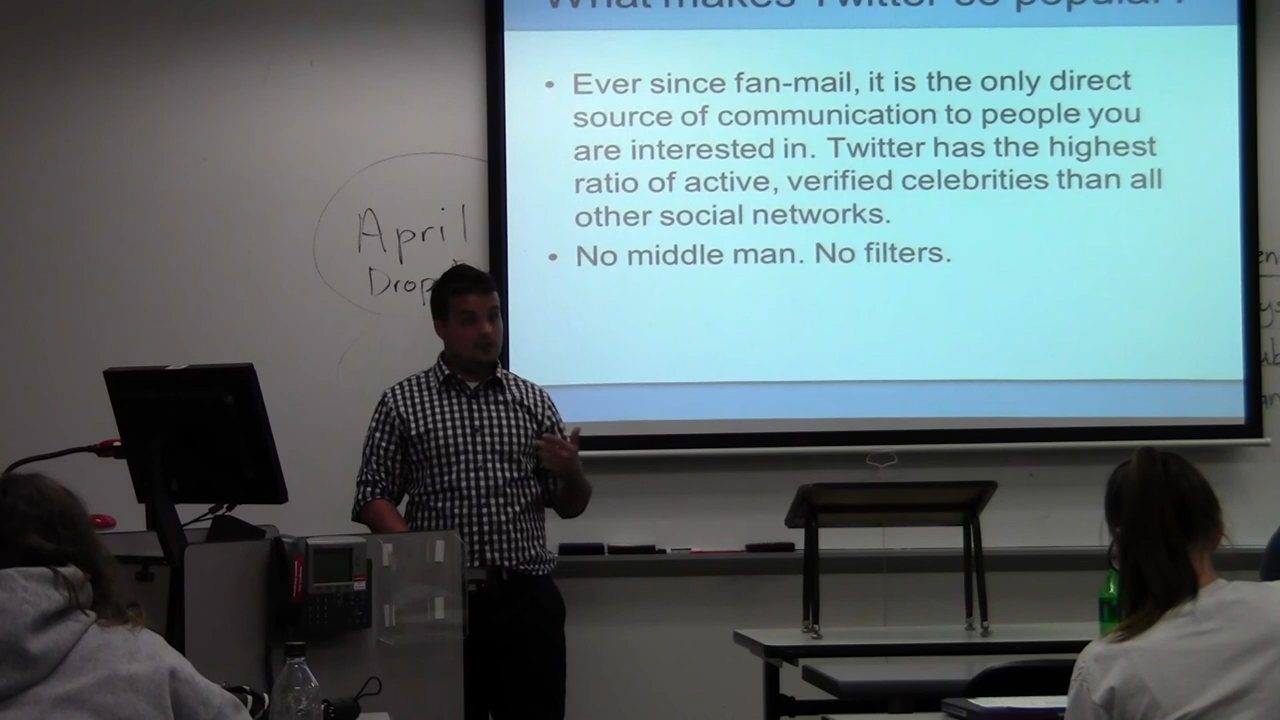 What makes Twitter so popular?
• Ever since fan-mail, it is the only direct
source of communication to people you
are interested in. Twitter has the highest
ratio of active, verified celebrities than all
other social networks.
• No middle man. No filters.
April
Drop